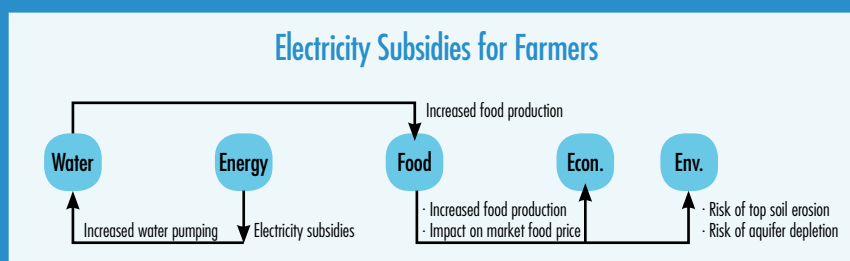 Electricity Subsidies for Farmers
Increased food production
Water
Energy
Food
Econ.
Env.
Increased water pumping
Electricity subsidies
· Increased food production
· Impact on market food price
· Risk of top soil erosion
· Risk of aquifer depletion